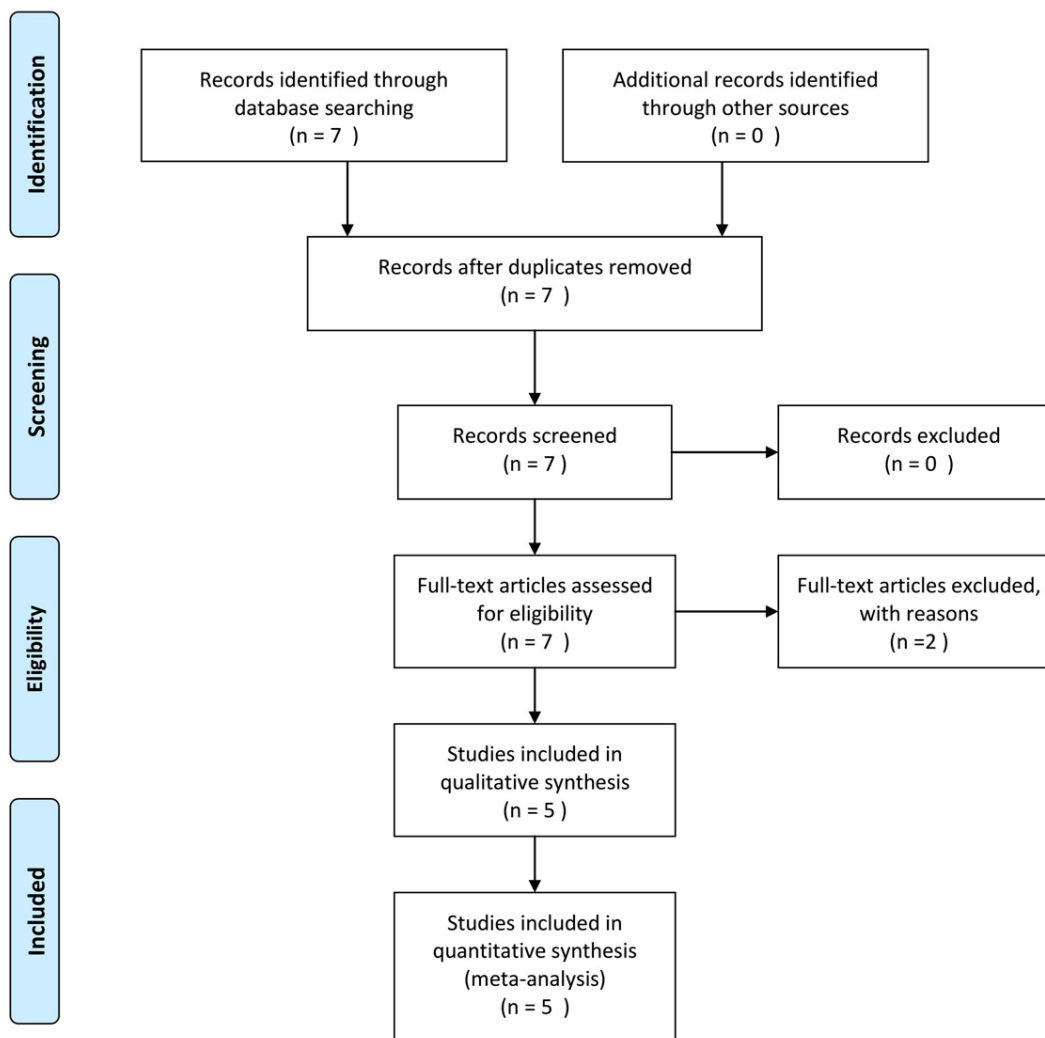 Identification
Records identified through
database searching
(n = 7  )
Additional records identified
through other sources
(n = 0  )
Records after duplicates removed
(n = 7  )
Screening
Records screened
(n = 7  )
Records excluded
(n = 0  )
Eligibility
Full-text articles assessed
for eligibility
(n = 7  )
Full-text articles excluded,
with reasons
(n =2 )
Studies included in
qualitative synthesis
(n = 5  )
Included
Studies included in
quantitative synthesis
(meta-analysis)
(n = 5  )